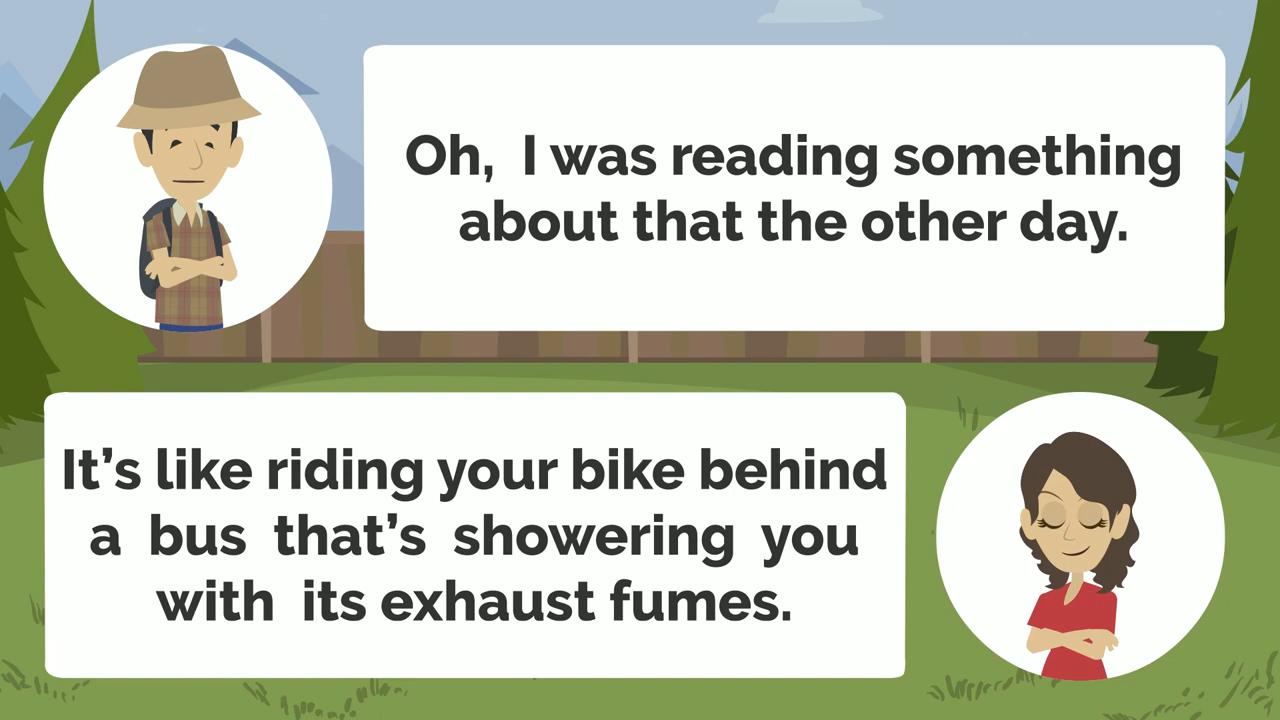 Oh, I was reading something
about that the other day.
It’s like riding your bike behind
a bus that’s showering you
with its exhaust fumes.